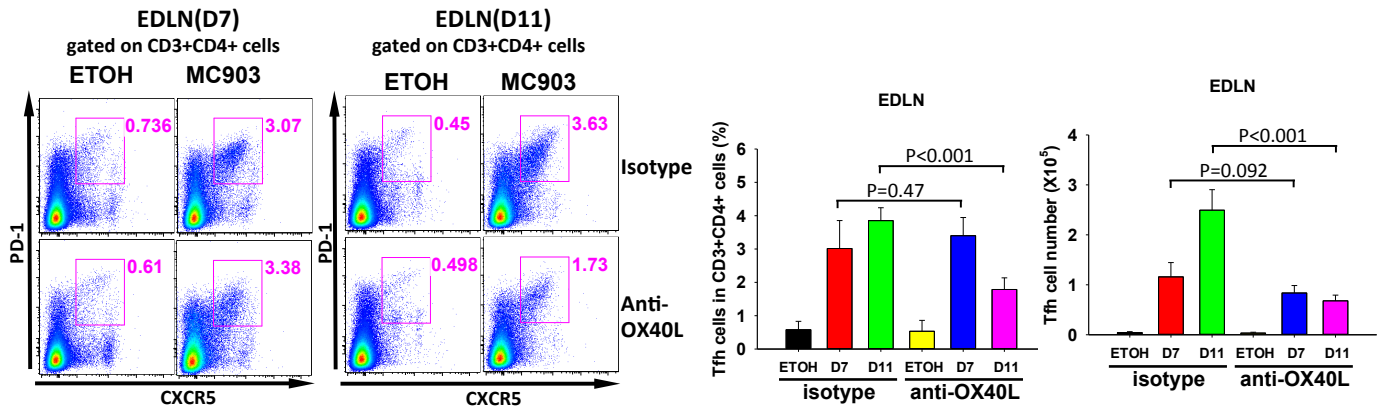 EDLN(D7)
gated on CD3+CD4+ cells
ETOH MC903
0.736 3.07
0.61 3.38
PD-1
CXCR5
EDLN(D11)
gated on CD3+CD4+ cells
ETOH MC903
0.45 3.63
Isotype
0.498 1.73
Anti-
OX40L
PD-1
CXCR5
EDLN
Tfh cells in CD3+CD4+ cells (%)
6
5
4
3
2
1
0
P<0.001
P=0.47
ETOH D7 D11 ETOH D7 D11
isotype anti-OX40L
EDLN
Tfh cell number (X10⁵)
4
3
2
1
0
P<0.001
P=0.092
ETOH D7 D11 ETOH D7 D11
isotype anti-OX40L